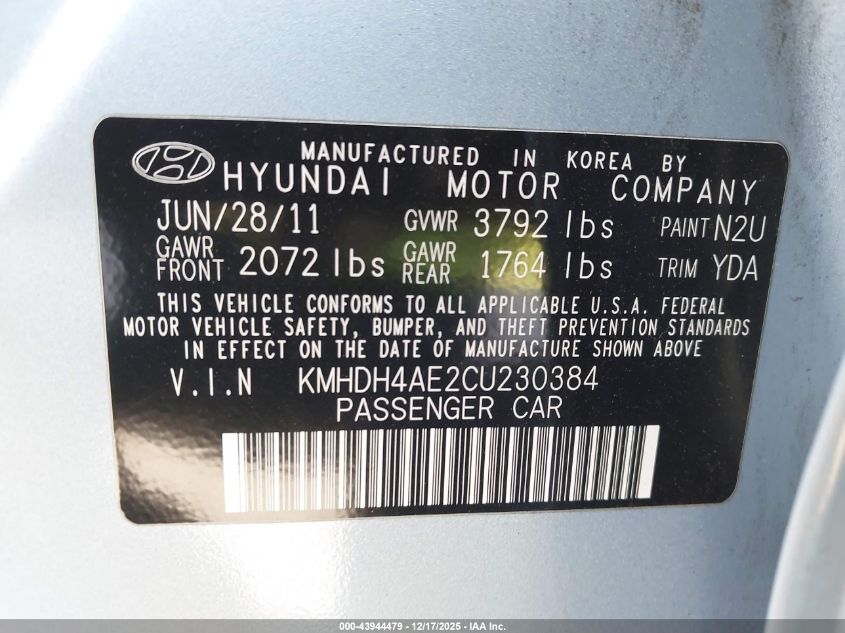 MANUFACTURED IN KOREA BY
HYUNDAI MOTOR COMPANY
JUN/28/11 GVWR 3792 lbs PAINT N2U
GAWR FRONT 2072 lbs GAWR REAR 1764 lbs TRIM YDA
THIS VEHICLE CONFORMS TO ALL APPLICABLE U.S.A. FEDERAL
MOTOR VEHICLE SAFETY, BUMPER, AND THEFT PREVENTION STANDARDS
IN EFFECT ON THE DATE OF MANUFACTURE SHOWN ABOVE
V.I.N KMHDH4AE2CU230384
PASSENGER CAR
000-43944479 — 12/17/2025 — IAA Inc.